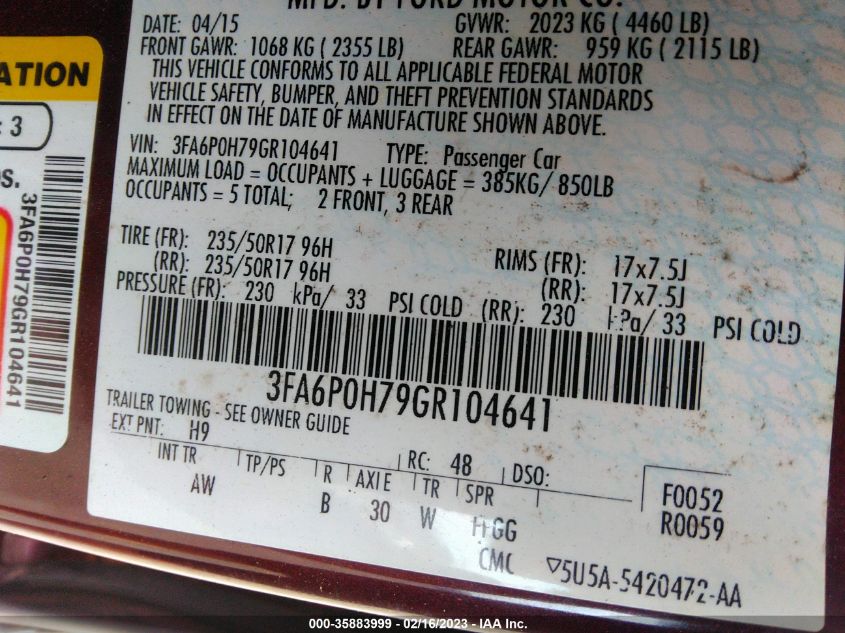 MFD. BY FORD MOTOR CO.
DATE: 04/15 GVWR: 2023 KG ( 4460 LB)
FRONT GAWR: 1068 KG ( 2355 LB) REAR GAWR: 959 KG ( 2115 LB)
THIS VEHICLE CONFORMS TO ALL APPLICABLE FEDERAL MOTOR
VEHICLE SAFETY, BUMPER, AND THEFT PREVENTION STANDARDS
IN EFFECT ON THE DATE OF MANUFACTURE SHOWN ABOVE.
VIN: 3FA6P0H79GR104641 TYPE: Passenger Car
MAXIMUM LOAD = OCCUPANTS + LUGGAGE = 385KG/ 850LB
OCCUPANTS = 5 TOTAL; 2 FRONT, 3 REAR
TIRE (FR): 235/50R17 96H RIMS (FR): 17x7.5J
(RR): 235/50R17 96H (RR): 17x7.5J
PRESSURE (FR): 230 kPa/ 33 PSI COLD (RR): 230 kPa/ 33 PSI COLD
3FA6P0H79GR104641
TRAILER TOWING - SEE OWNER GUIDE
EXT PNT: H9 RC: 48 DSO:
INT TR TP/PS R AXLE TR SPR F0052
AW B 30 W GG R0059
CMC ▽5U5A-5420472-AA
ATION
: 3
S.
3FA6P0H79GR104641
000-35883999 - 02/16/2023 - IAA Inc.